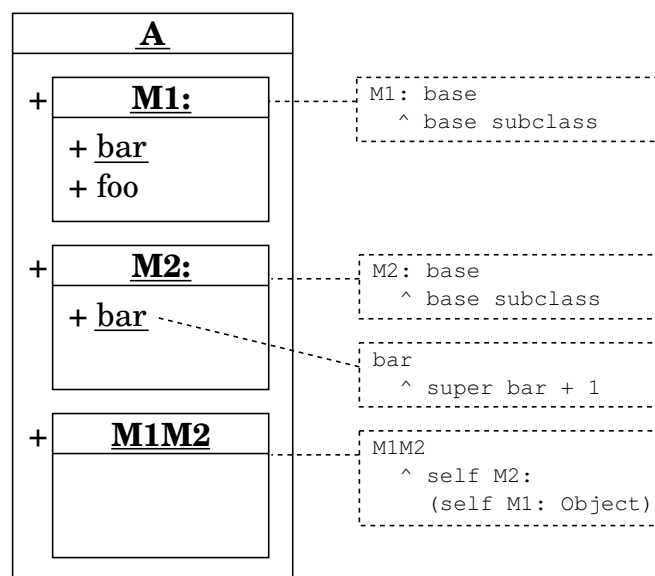 A
+ M1:
+ bar
+ foo
M1: base
^ base subclass
+ M2:
+ bar
M2: base
^ base subclass
bar
^ super bar + 1
+ M1M2
M1M2
^ self M2:
(self M1: Object)